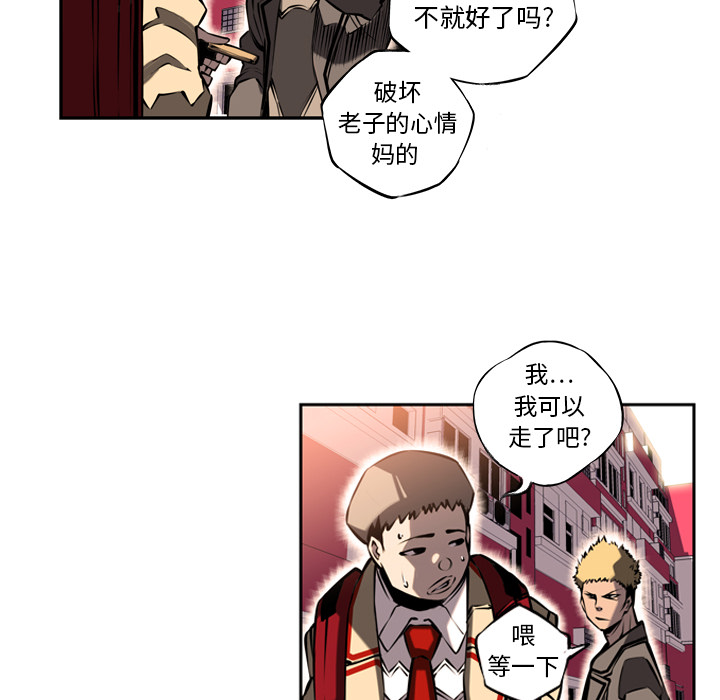 不就好了吗?
破坏
老子的心情
妈的
我...
我可以
走了吧?
喂
等一下